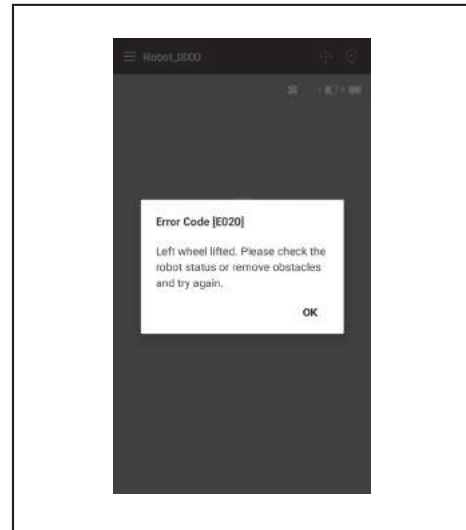 Robot_0000
Error Code [E020]
Left wheel lifted. Please check the
robot status or remove obstacles
and try again.
OK